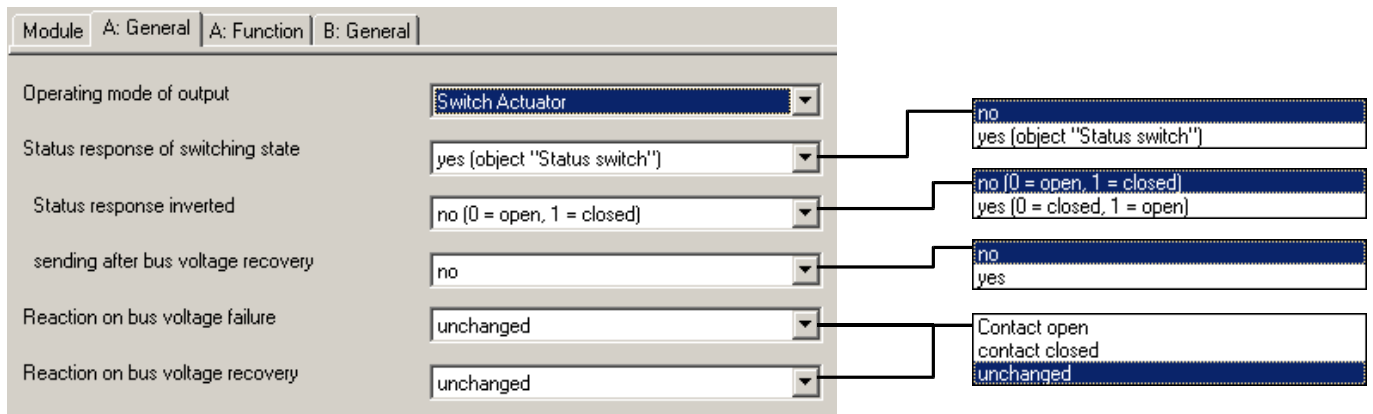 Module A: General A: Function B: General
Operating mode of output Switch Actuator
Status response of switching state yes (object "Status switch")
Status response inverted no (0 = open, 1 = closed)
sending after bus voltage recovery no
Reaction on bus voltage failure unchanged
Reaction on bus voltage recovery unchanged
no
yes (object "Status switch")
no (0 = open, 1 = closed)
yes (0 = closed, 1 = open)
no
yes
Contact open
contact closed
unchanged